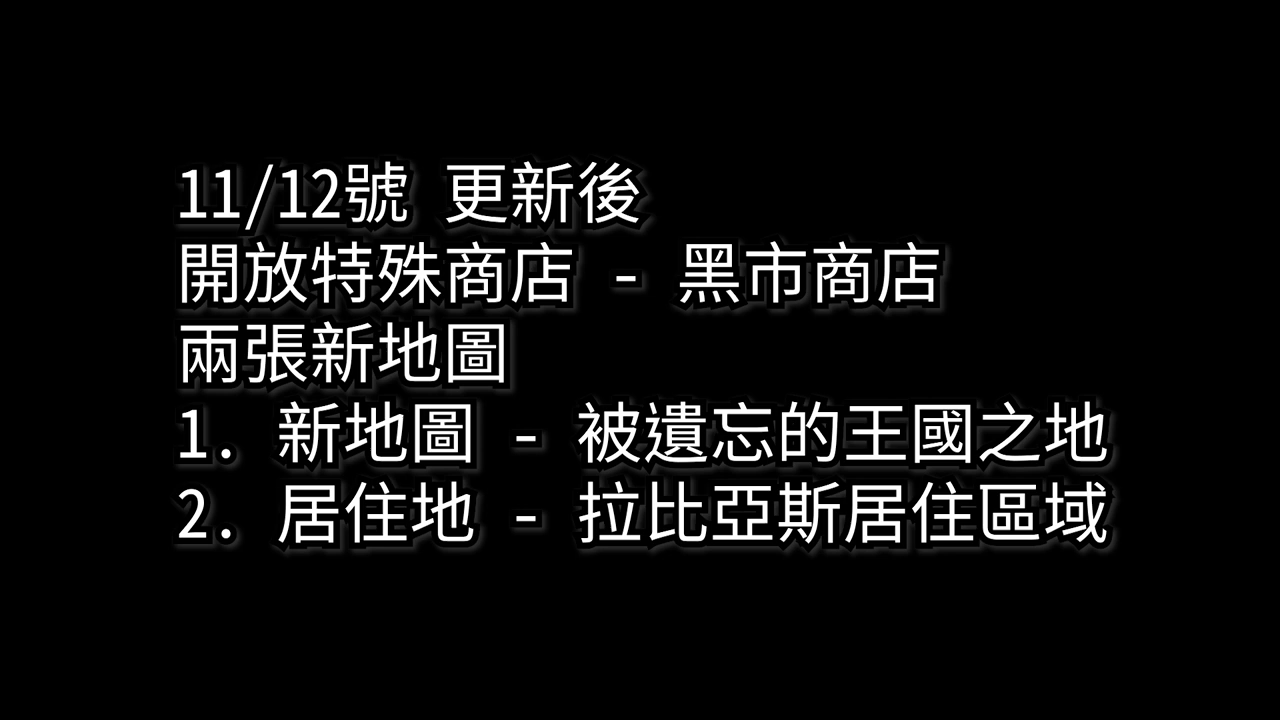 11/12號 更新後
開放特殊商店 - 黑市商店
兩張新地圖
1. 新地圖 - 被遺忘的王國之地
2. 居住地 - 拉比亞斯居住區域